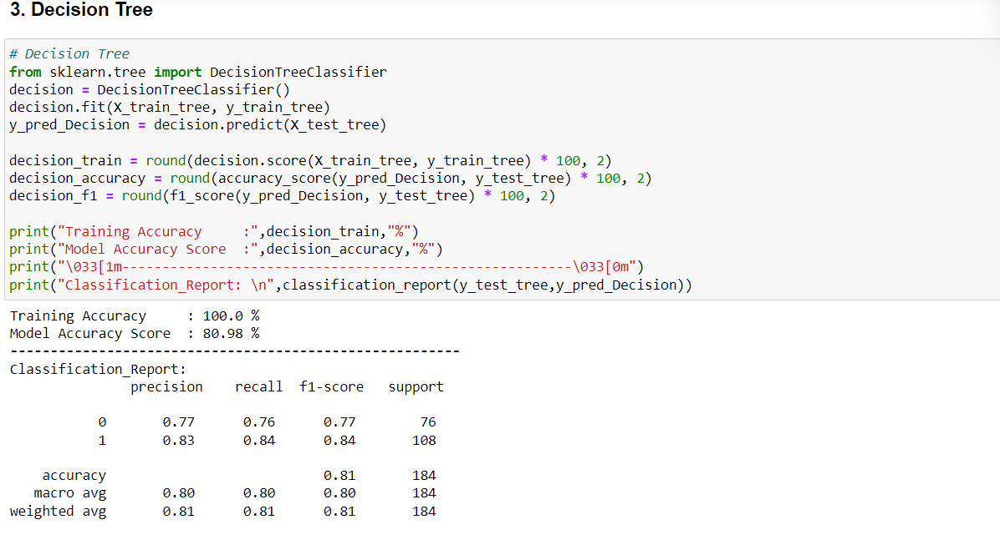 3. Decision Tree
# Decision Tree
from sklearn.tree import DecisionTreeClassifier
decision = DecisionTreeClassifier()
decision.fit(X_train_tree, y_train_tree)
y_pred_Decision = decision.predict(X_test_tree)

decision_train = round(decision.score(X_train_tree, y_train_tree) * 100, 2)
decision_accuracy = round(accuracy_score(y_pred_Decision, y_test_tree) * 100, 2)
decision_f1 = round(f1_score(y_pred_Decision, y_test_tree) * 100, 2)

print("Training Accuracy     :",decision_train,"%")
print("Model Accuracy Score  :",decision_accuracy,"%")
print("\033[1m--------------------------------------------------------\033[0m")
print("Classification_Report: \n",classification_report(y_test_tree,y_pred_Decision))
Training Accuracy     : 100.0 %
Model Accuracy Score  : 80.98 %
--------------------------------------------------------
Classification_Report:
               precision    recall  f1-score   support

           0       0.77      0.76      0.77        76
           1       0.83      0.84      0.84       108

    accuracy                           0.81       184
   macro avg       0.80      0.80      0.80       184
weighted avg       0.81      0.81      0.81       184